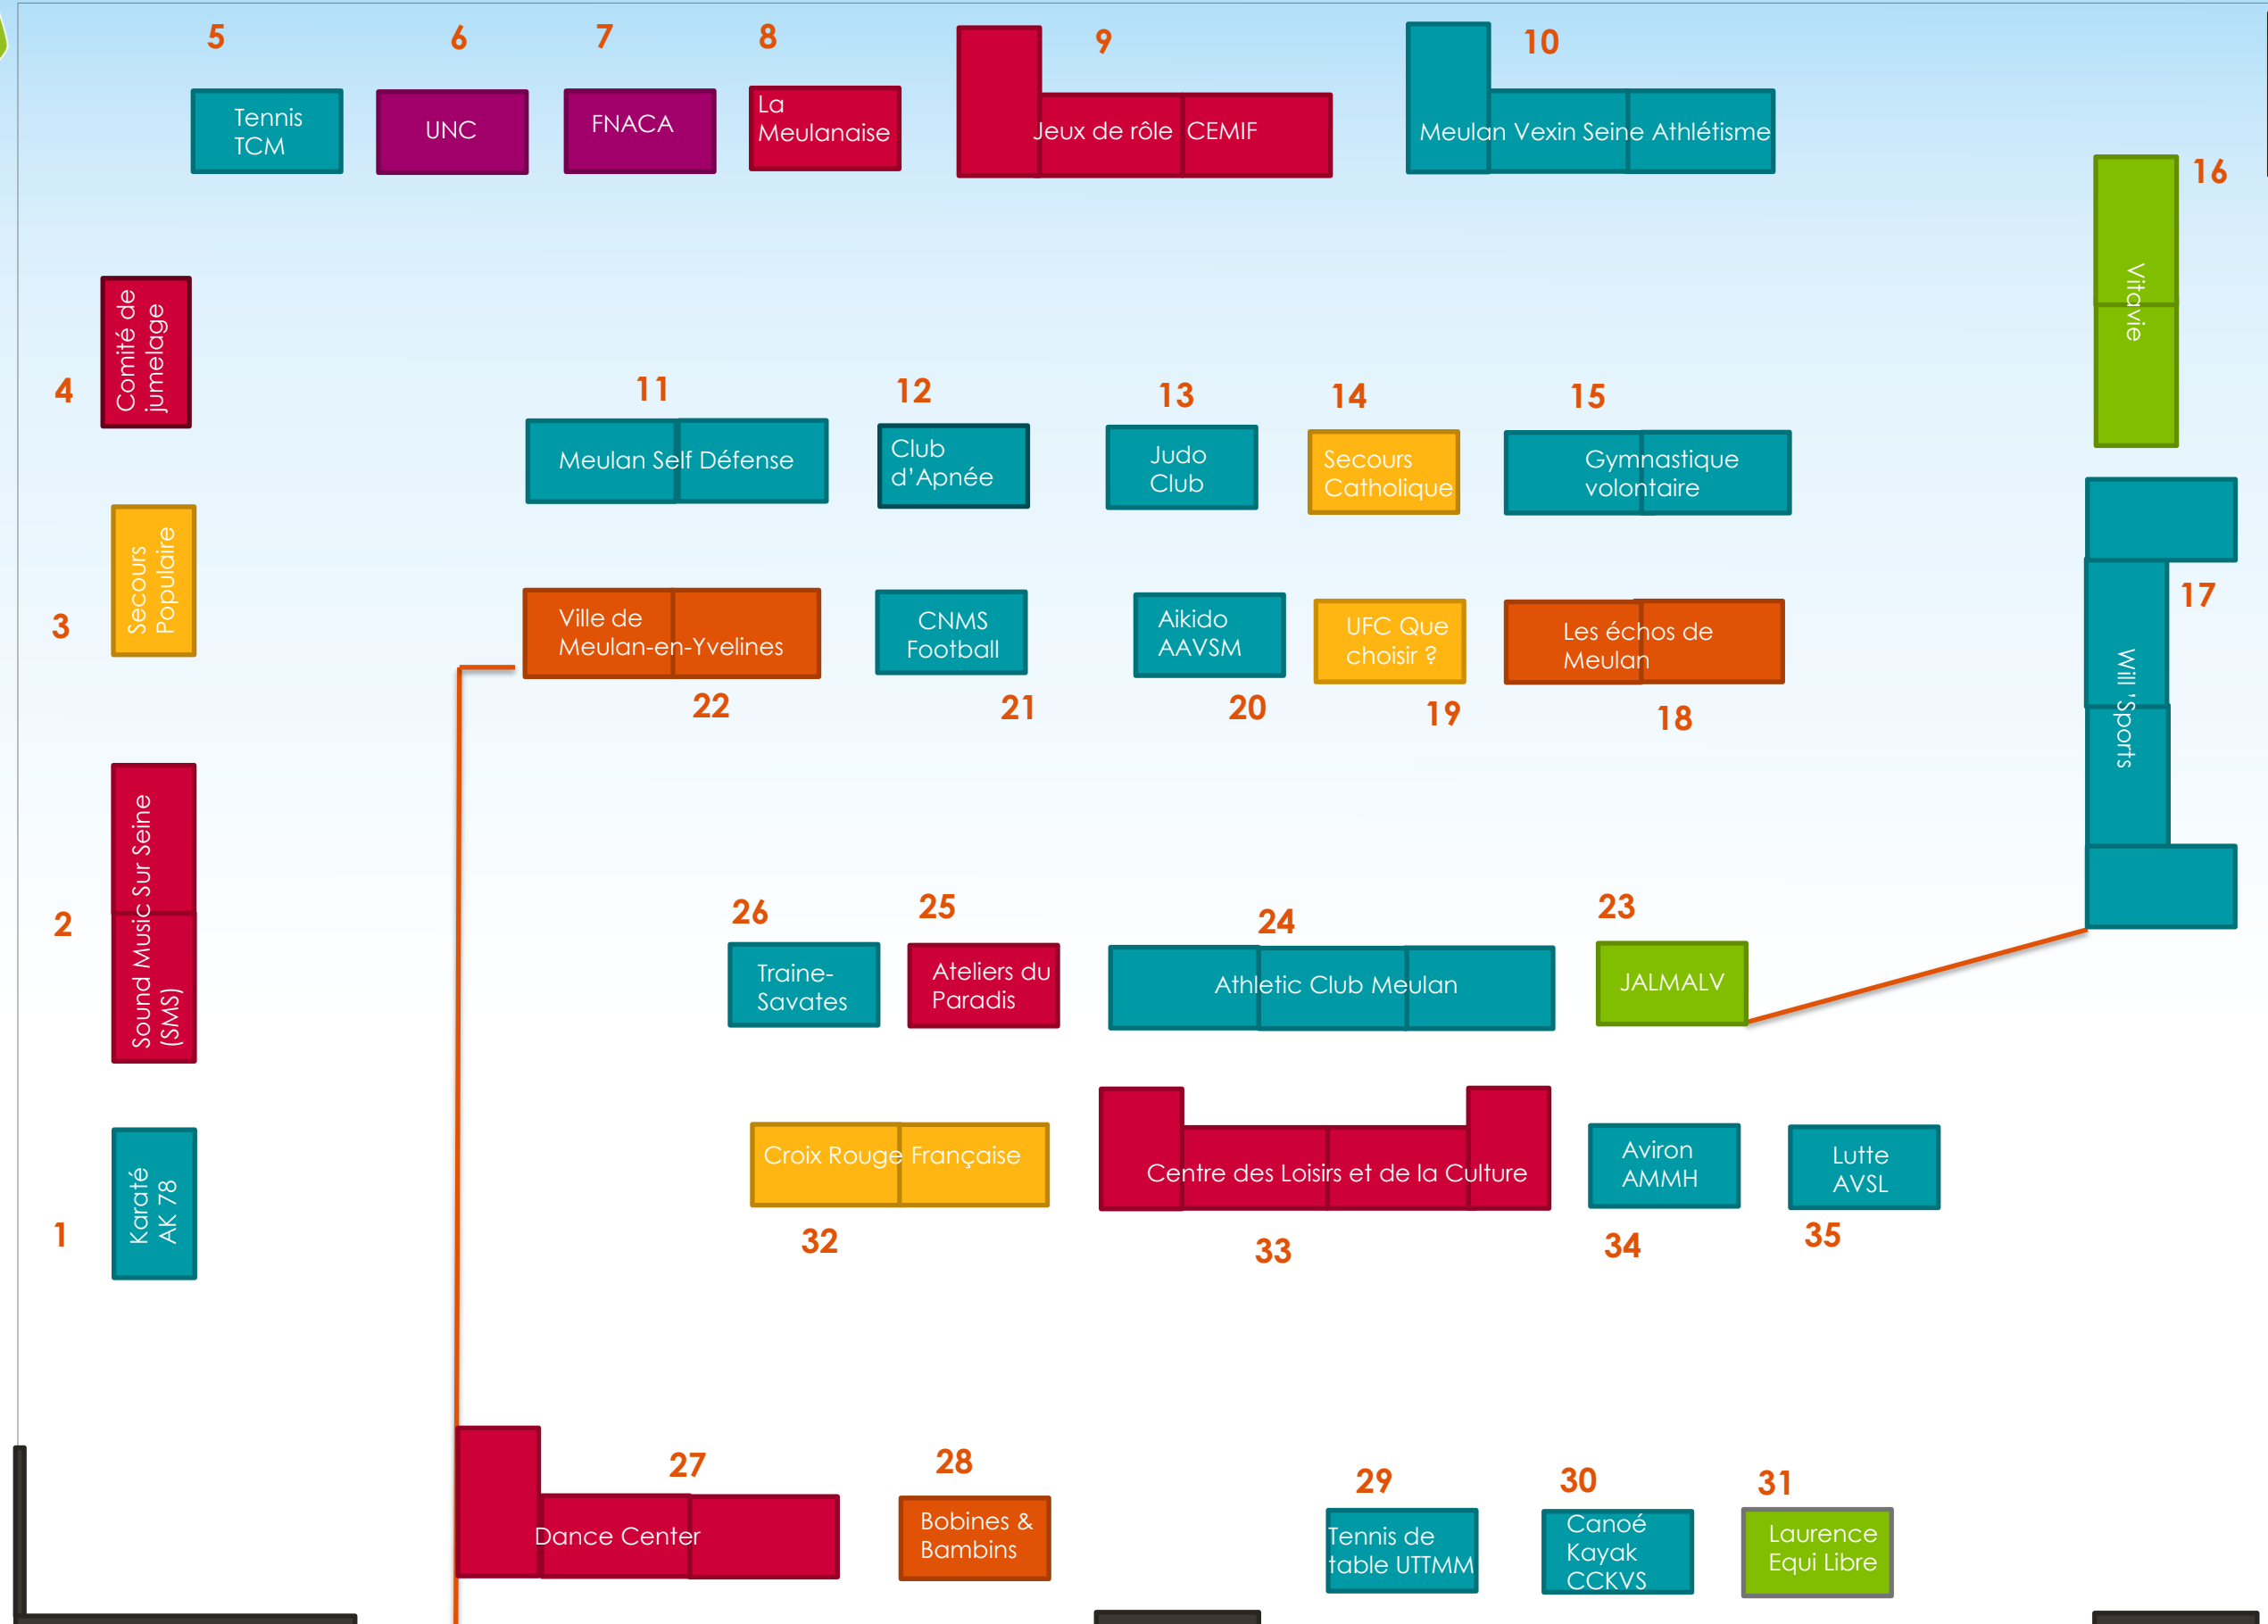 5
6
7
8
9
10
Tennis
TCM
UNC
FNACA
La
Meulanaise
Jeux de rôle CEMIF
Meulan Vexin Seine Athlétisme
16
Vitavie
4
Comité de
jumelage
11
12
13
14
15
Meulan Self Défense
Club
d’Apnée
Judo
Club
Secours
Catholique
Gymnastique
volontaire
3
Secours
Populaire
Ville de
Meulan-en-Yvelines
CNMS
Football
Aikido
AAVSM
UFC Que
choisir ?
Les échos de
Meulan
17
Will ’Sports
22
21
20
19
18
2
Sound Music Sur Seine
(SMS)
26
25
24
23
Traine-
Savates
Ateliers du
Paradis
Athletic Club Meulan
JALMALV
1
Karaté
AK 78
Croix Rouge Française
Centre des Loisirs et de la Culture
Aviron
AMMH
Lutte
AVSL
32
33
34
35
27
28
29
30
31
Dance Center
Bobines &
Bambins
Tennis de
table UTTMM
Canoé
Kayak
CCKVS
Laurence
Equi Libre